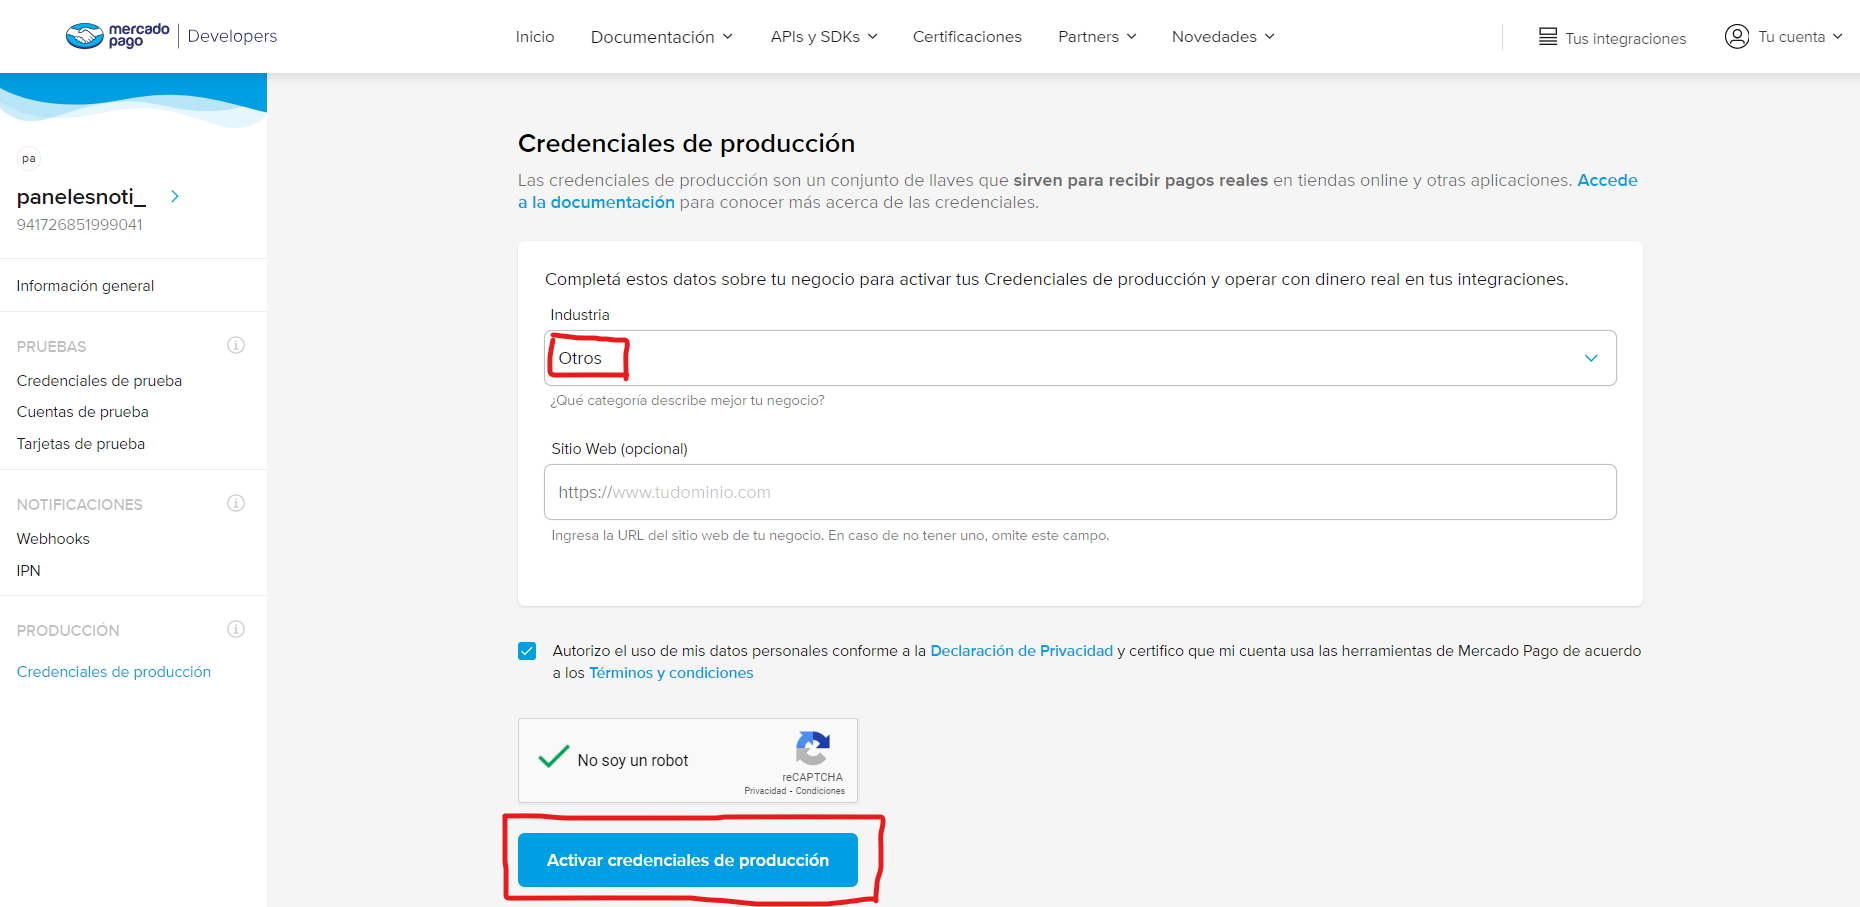 mercado
pago
Developers
Inicio
Documentación
APIs y SDKs
Certificaciones
Partners
Novedades
Tus integraciones
Tu cuenta
pa
panelesnoti_
941726851999041
Información general
PRUEBAS
Credenciales de prueba
Cuentas de prueba
Tarjetas de prueba
NOTIFICACIONES
Webhooks
IPN
PRODUCCIÓN
Credenciales de producción
Credenciales de producción
Las credenciales de producción son un conjunto de llaves que sirven para recibir pagos reales en tiendas online y otras aplicaciones. Accede
a la documentación para conocer más acerca de las credenciales.
Completá estos datos sobre tu negocio para activar tus Credenciales de producción y operar con dinero real en tus integraciones.
Industria
Otros
¿Qué categoría describe mejor tu negocio?
Sitio Web (opcional)
https://www.tudominio.com
Ingresa la URL del sitio web de tu negocio. En caso de no tener uno, omite este campo.
Autorizo el uso de mis datos personales conforme a la Declaración de Privacidad y certifico que mi cuenta usa las herramientas de Mercado Pago de acuerdo
a los Términos y condiciones
No soy un robot
reCAPTCHA
Privacidad - Condiciones
Activar credenciales de producción